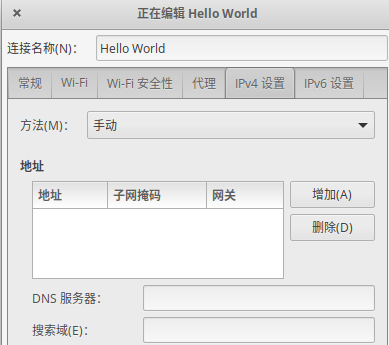 正在编辑 Hello World
连接名称(N)： Hello World
常规 Wi-Fi Wi-Fi 安全性 代理 IPv4 设置 IPv6 设置
方法(M)： 手动
地址
地址 子网掩码 网关
增加(A)
删除(D)
DNS 服务器：
搜索域(E)：